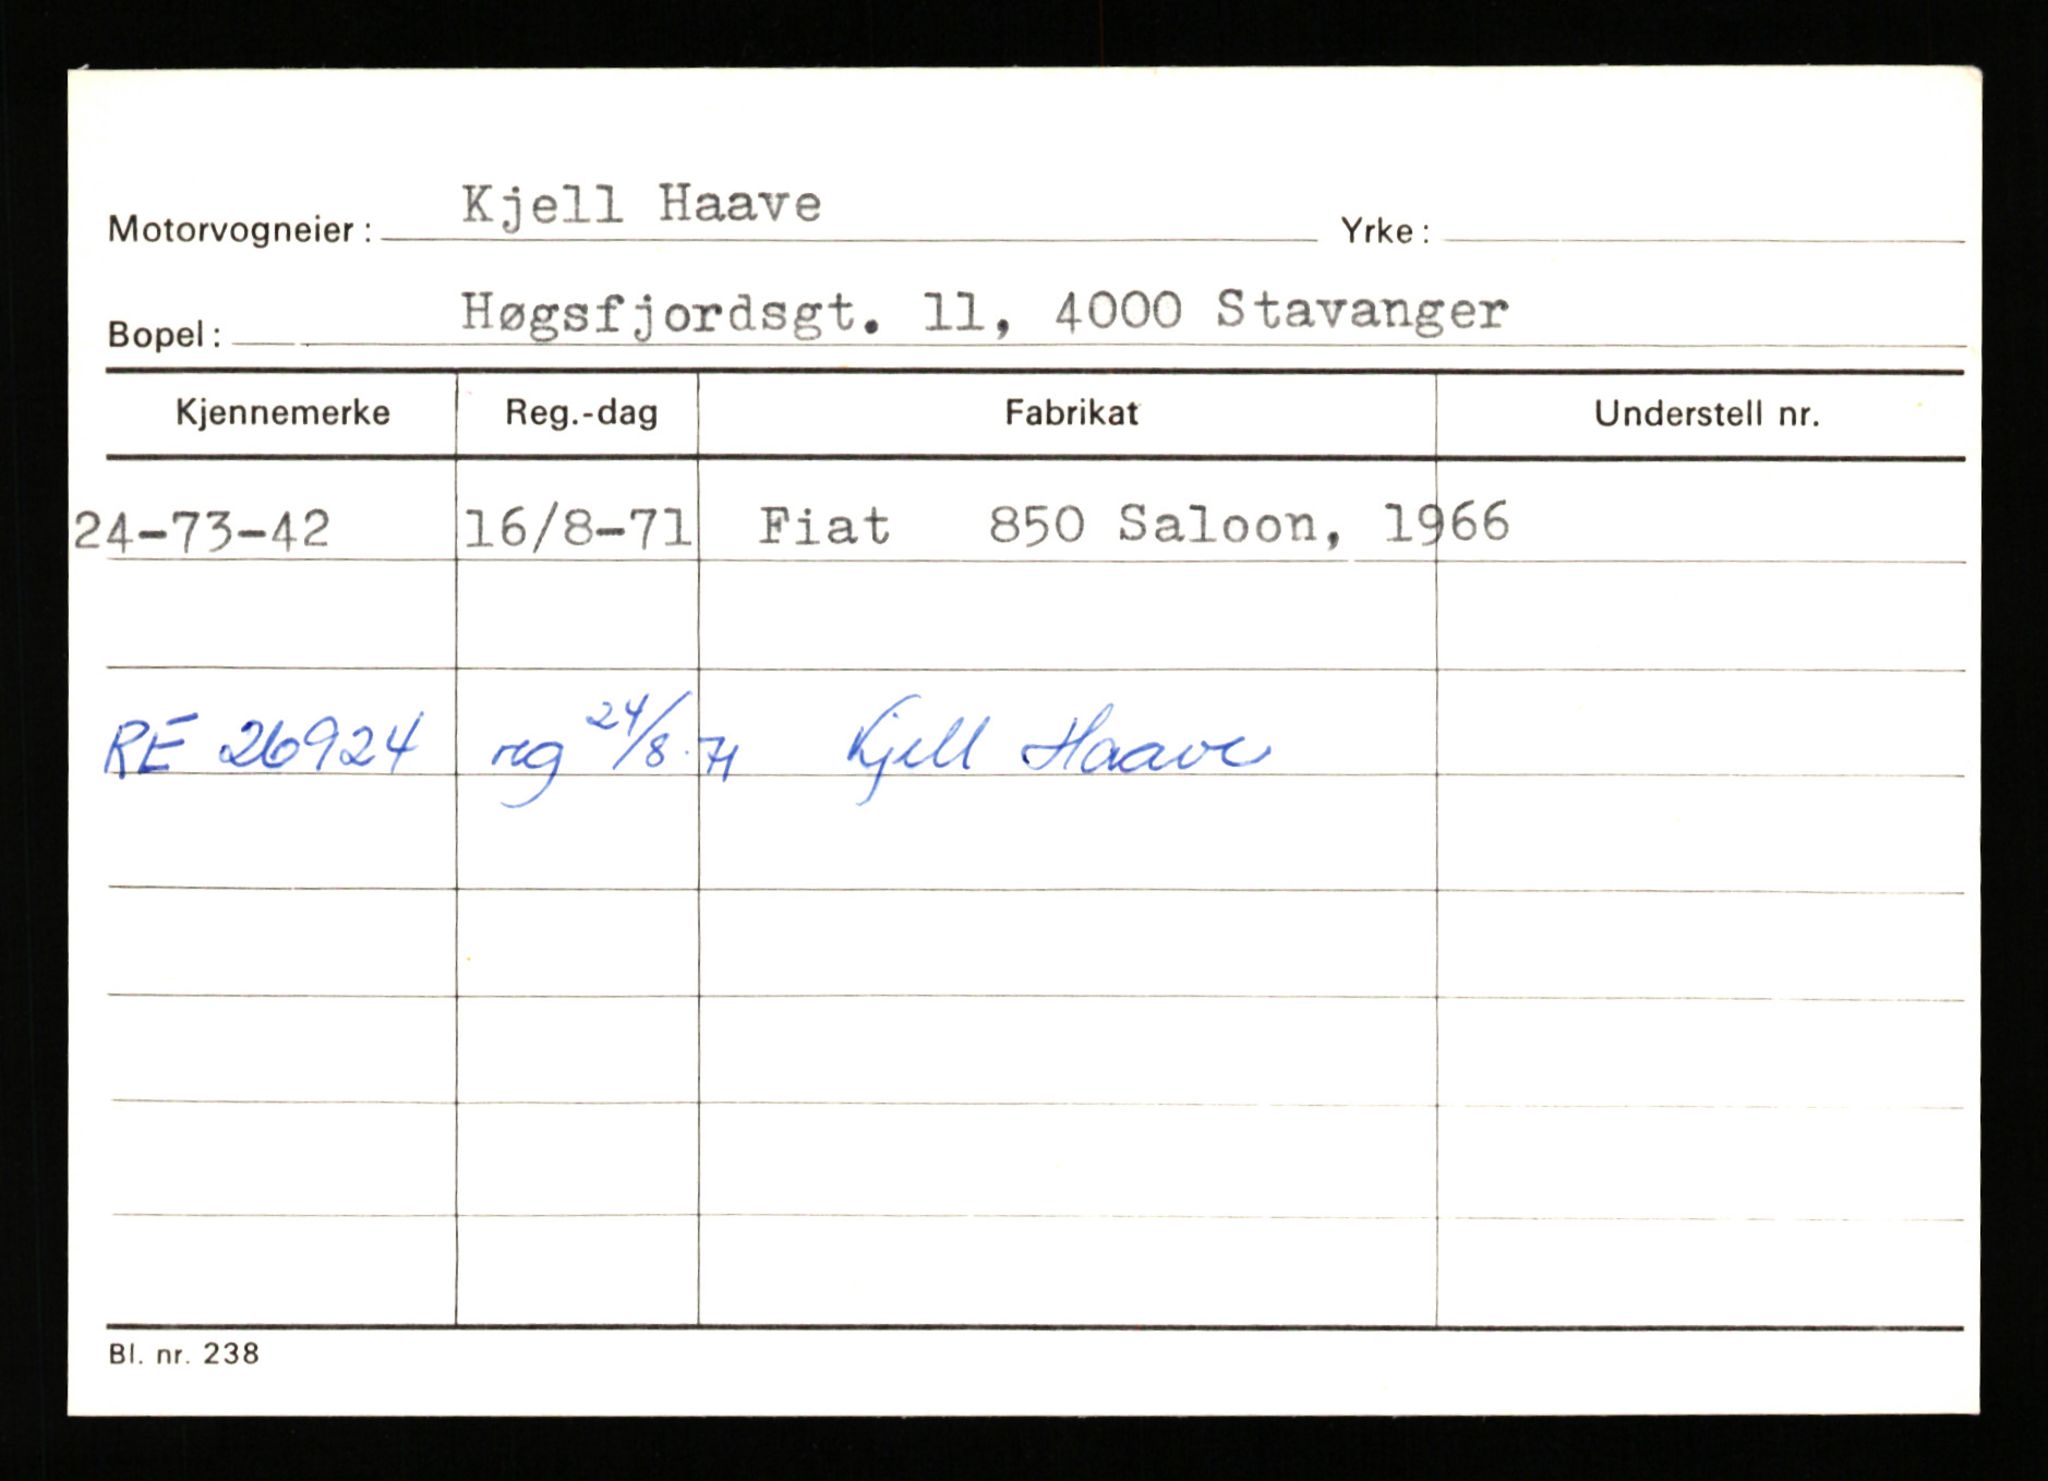 Motorvogneier: Kjell Haave Yrke:
Bopel: Høgsfjordsgt. 11, 4000 Stavanger
Kjennemerke Reg.-dag Fabrikat Understell nr.
24-73-42 16/8-71 Fiat 850 Saloon, 1966
RE 26924 reg 24/8.71 Kjell Haave
Bl. nr. 238